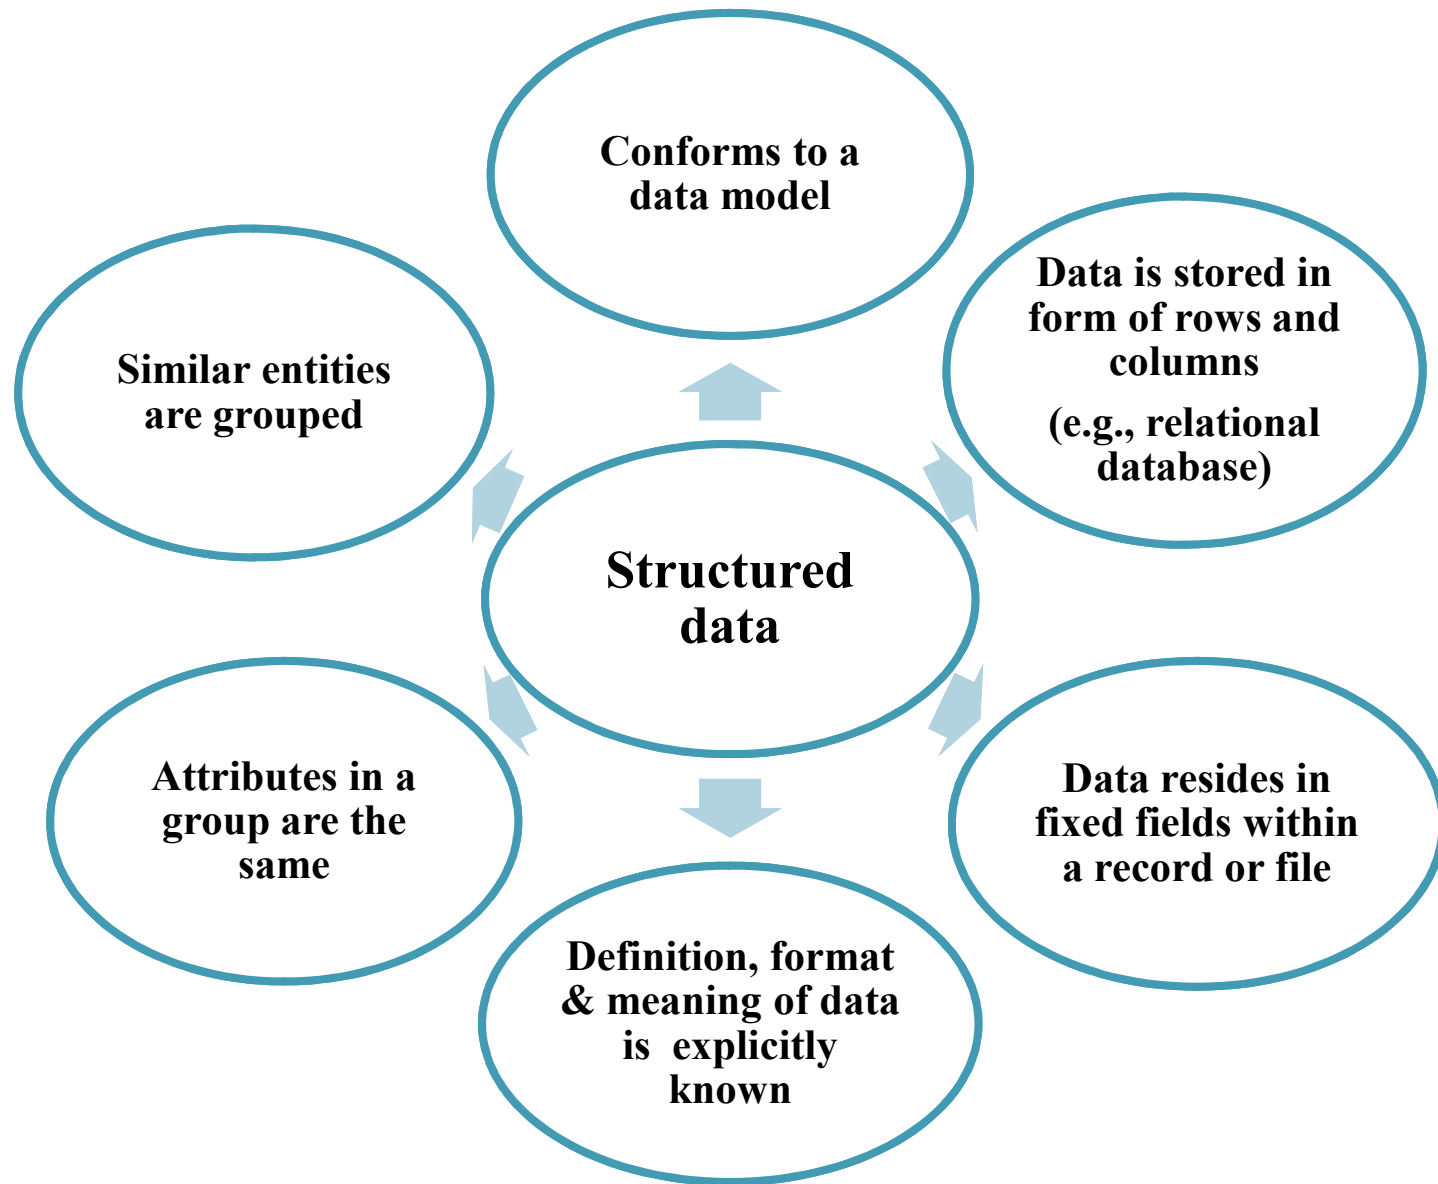 Conforms to a
data model
Data is stored in
form of rows and
columns
(e.g., relational
database)
Similar entities
are grouped
Structured
data
Attributes in a
group are the
same
Data resides in
fixed fields within
a record or file
Definition, format
& meaning of data
is  explicitly
known